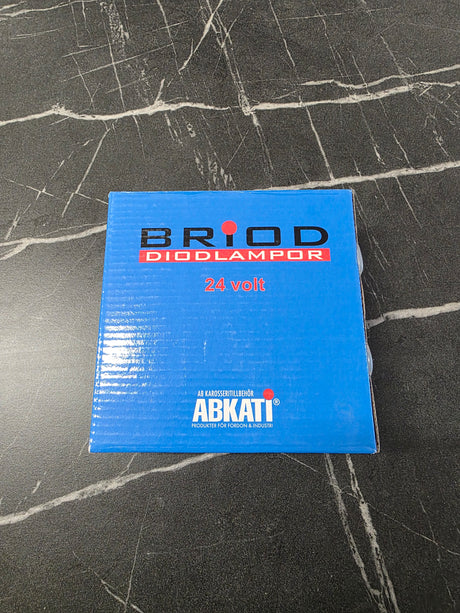 BRiOD
DIODLAMPOR
24 volt
AB KAROSSERITILLBEHÖR
ABKATi®
PRODUKTER FÖR FORDON & INDUSTRI